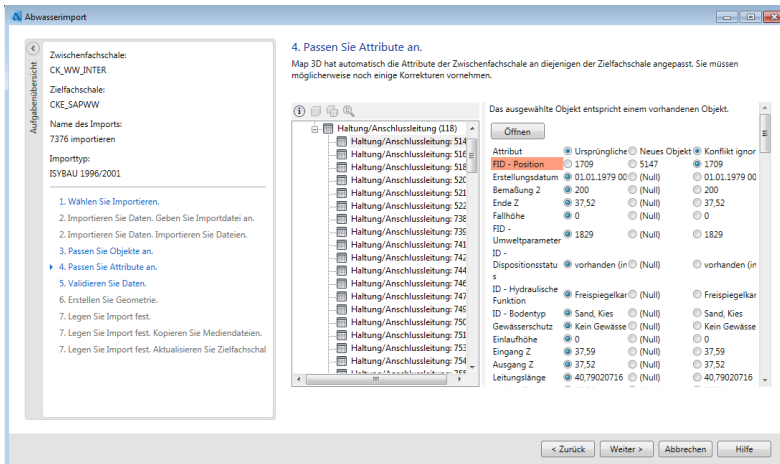 Abwasserimport
Aufgabenübersicht
Zwischenfachschale:
CK_WW_INTER
Zielfachschale:
CKE_SAPWW
Name des Imports:
7376 importieren
Importtyp:
ISYBAU 1996/2001
1. Wählen Sie Importieren.
2. Importieren Sie Daten. Geben Sie Importdatei an.
2. Importieren Sie Daten. Importieren Sie Dateien.
3. Passen Sie Objekte an.
4. Passen Sie Attribute an.
5. Validieren Sie Daten.
6. Erstellen Sie Geometrie.
7. Legen Sie Import fest.
7. Legen Sie Import fest. Kopieren Sie Mediendateien.
7. Legen Sie Import fest. Aktualisieren Sie Zielfachschal
4. Passen Sie Attribute an.
Map 3D hat automatisch die Attribute der Zwischenfachschale an diejenigen der Zielfachschale angepasst. Sie müssen
möglicherweise noch einige Korrekturen vornehmen.
Haltung/Anschlussleitung (118)
Haltung/Anschlussleitung: 514
Haltung/Anschlussleitung: 516
Haltung/Anschlussleitung: 518
Haltung/Anschlussleitung: 520
Haltung/Anschlussleitung: 521
Haltung/Anschlussleitung: 522
Haltung/Anschlussleitung: 738
Haltung/Anschlussleitung: 739
Haltung/Anschlussleitung: 741
Haltung/Anschlussleitung: 742
Haltung/Anschlussleitung: 744
Haltung/Anschlussleitung: 746
Haltung/Anschlussleitung: 747
Haltung/Anschlussleitung: 749
Haltung/Anschlussleitung: 750
Haltung/Anschlussleitung: 751
Haltung/Anschlussleitung: 753
Haltung/Anschlussleitung: 754
Das ausgewählte Objekt entspricht einem vorhandenen Objekt.
Öffnen
Attribut Ursprüngliche Neues Objekt Konflikt ignor
FID - Position 1709 5147 1709
Erstellungsdatum 01.01.1979 00 (Null) 01.01.1979 00
Bemaßung 2 200 (Null) 200
Ende Z 37,52 (Null) 37,52
Fallhöhe 0 (Null) 0
FID -
Umweltparameter 1829 (Null) 1829
ID -
Dispositionsstatu vorhanden (in (Null) vorhanden (in
s
ID - Hydraulische
Funktion Freispiegelkar (Null) Freispiegelkar
ID - Bodentyp Sand, Kies (Null) Sand, Kies
Gewässerschutz Kein Gewässe (Null) Kein Gewässe
Einlaufhöhe 0 (Null) 0
Eingang Z 37,59 (Null) 37,59
Ausgang Z 37,52 (Null) 37,52
Leitungslänge 40,79020716 (Null) 40,79020716
< Zurück Weiter > Abbrechen Hilfe